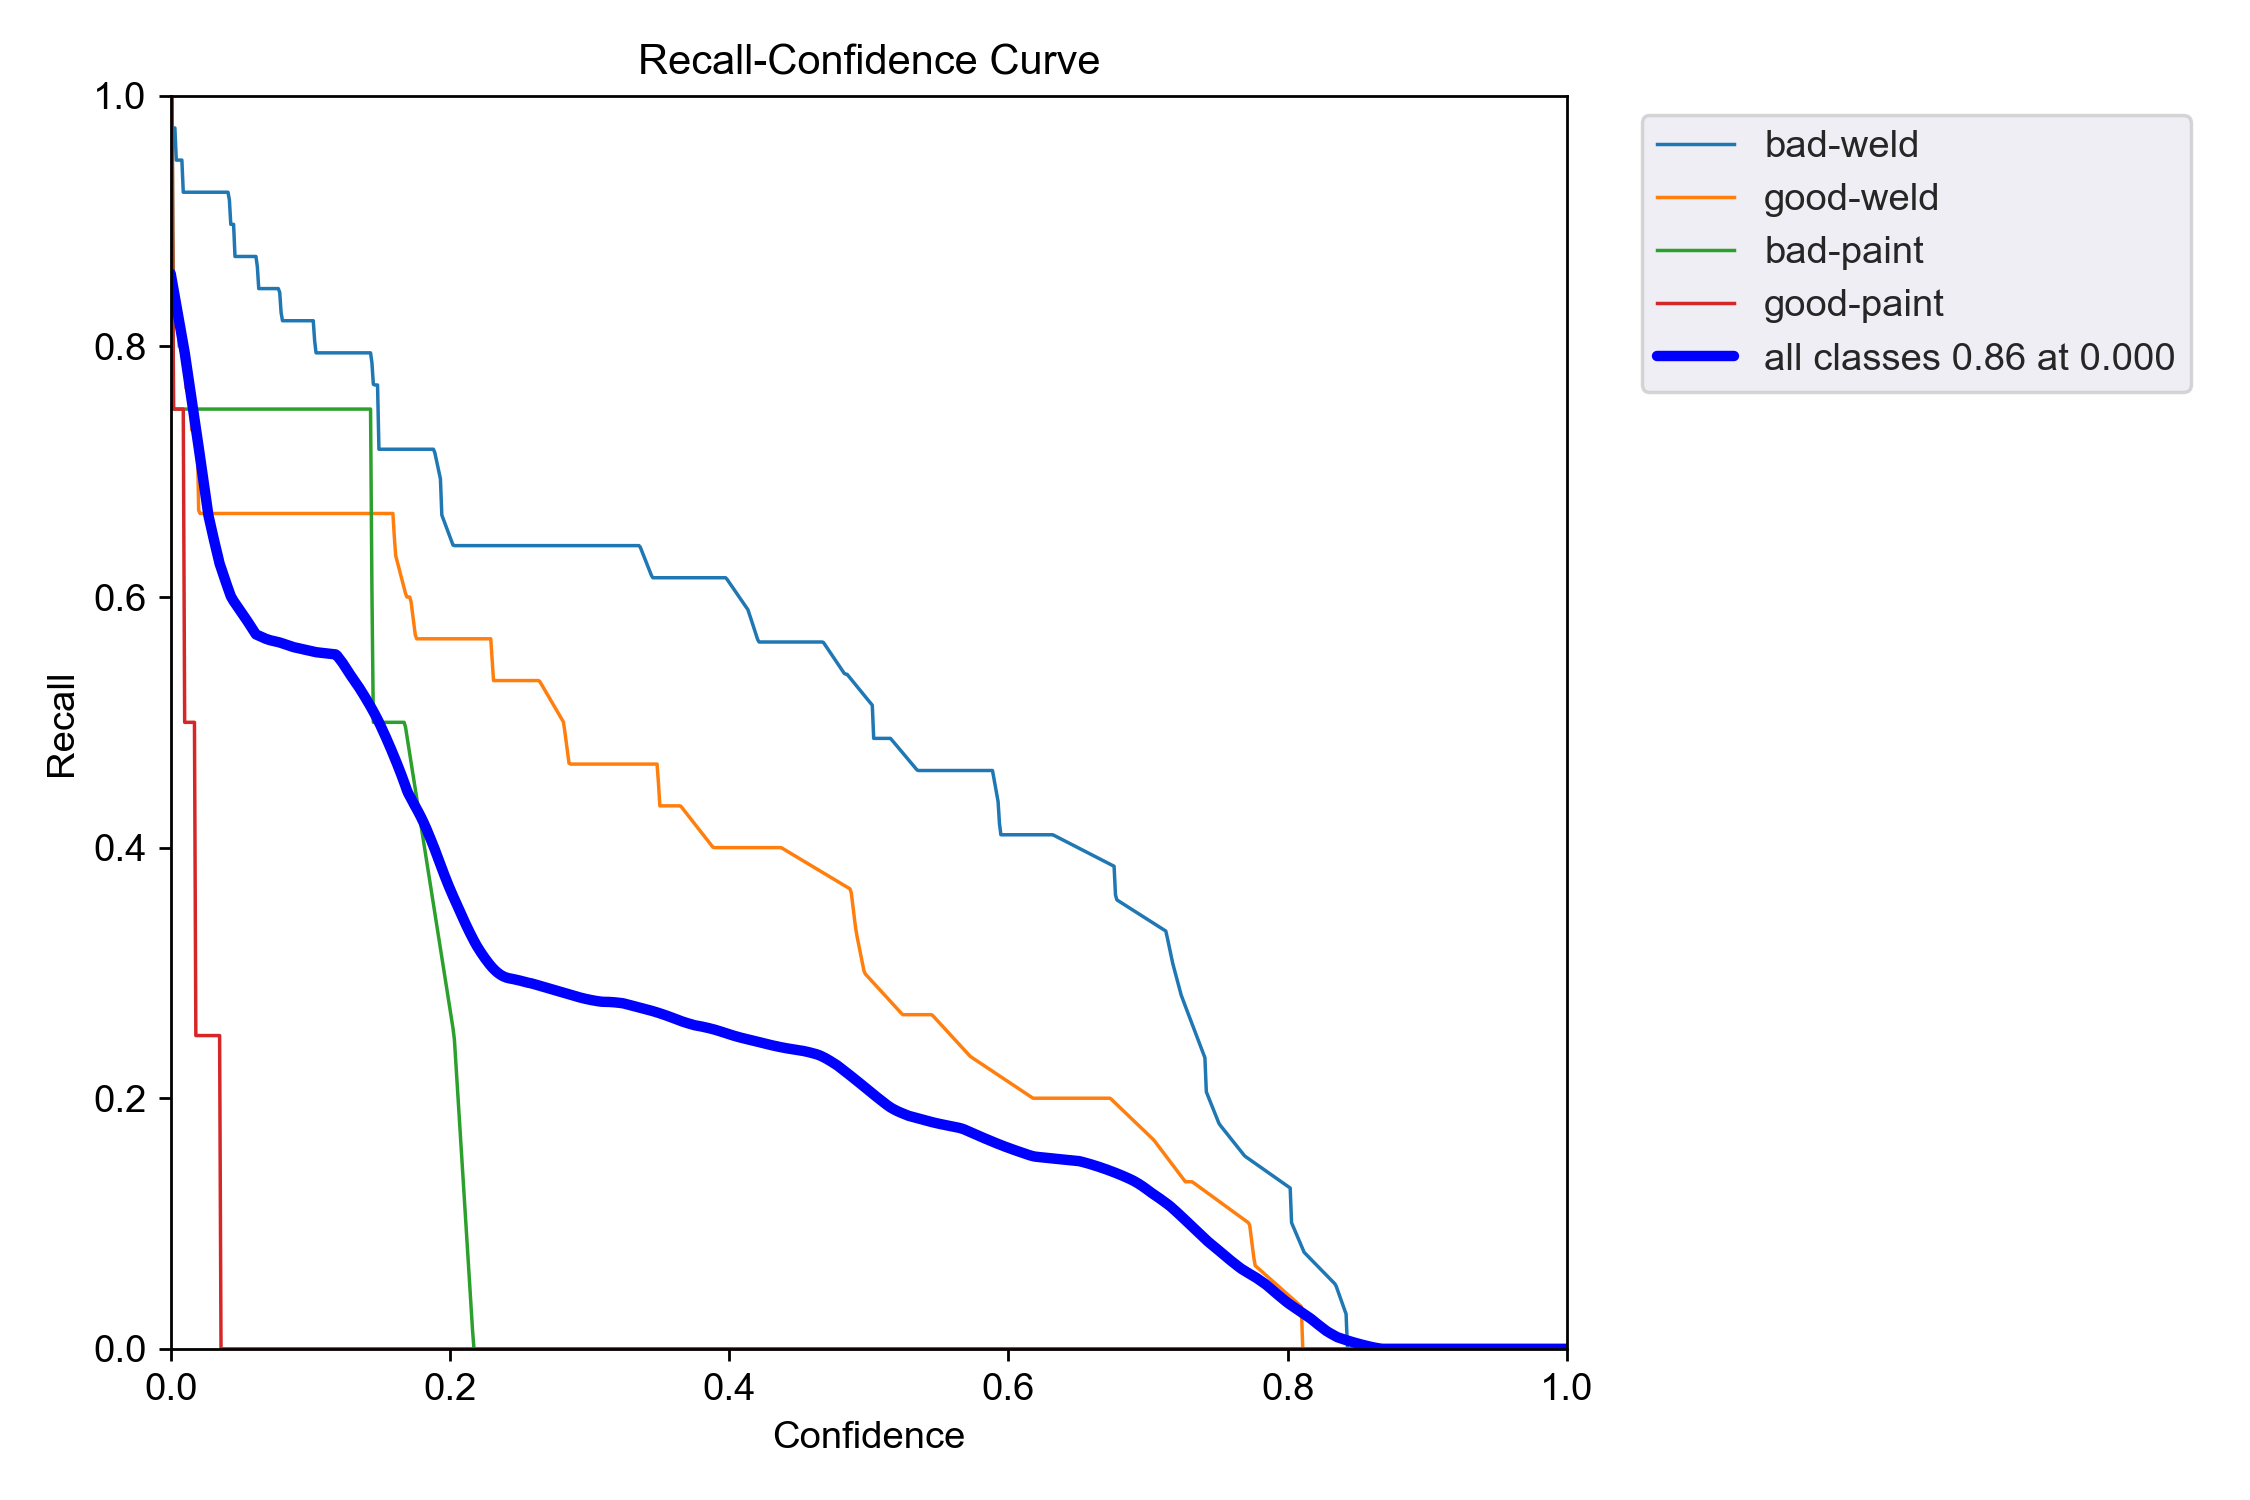 Recall-Confidence Curve
1.0
0.8
0.6
0.4
0.2
0.0
Recall
0.0 0.2 0.4 0.6 0.8 1.0
Confidence
bad-weld
good-weld
bad-paint
good-paint
all classes 0.86 at 0.000